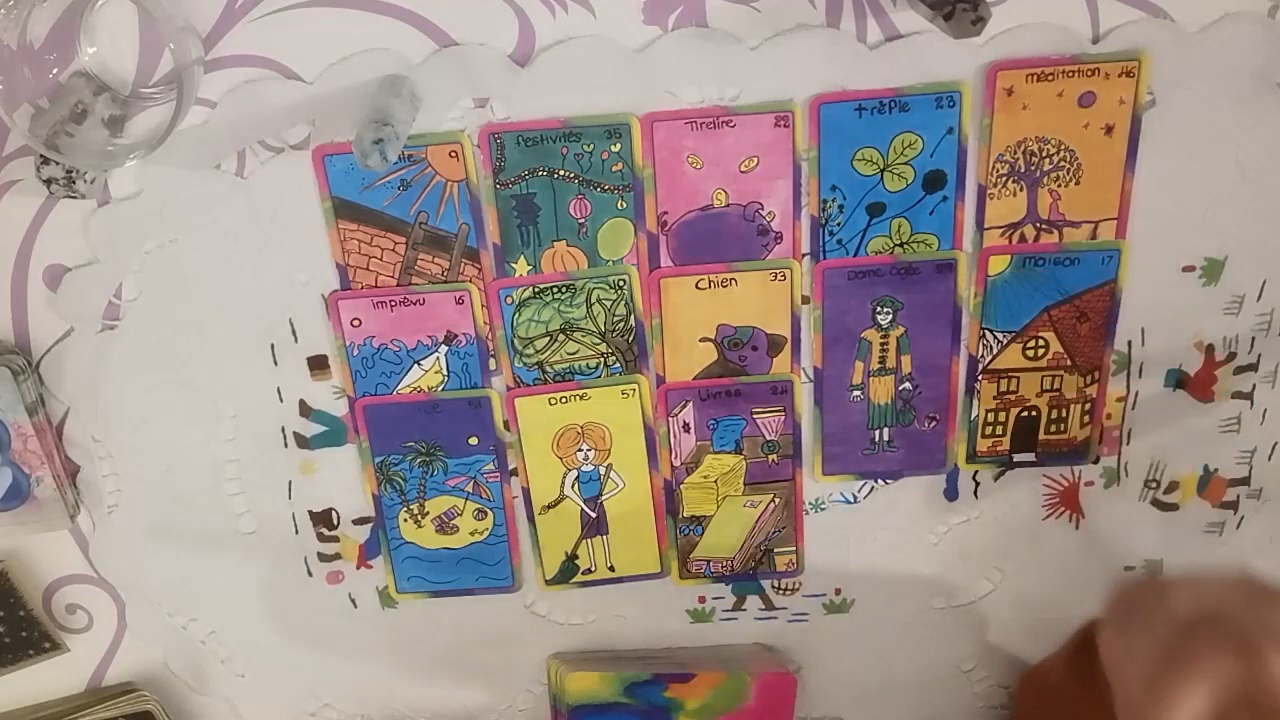 9
festivités 35
Tirelire 22
trèfle 23
méditation 46
imprévu 16
Repos 10
Chien 33
Dame âgée
Maison 17
île 51
Dame 57
Livres 24